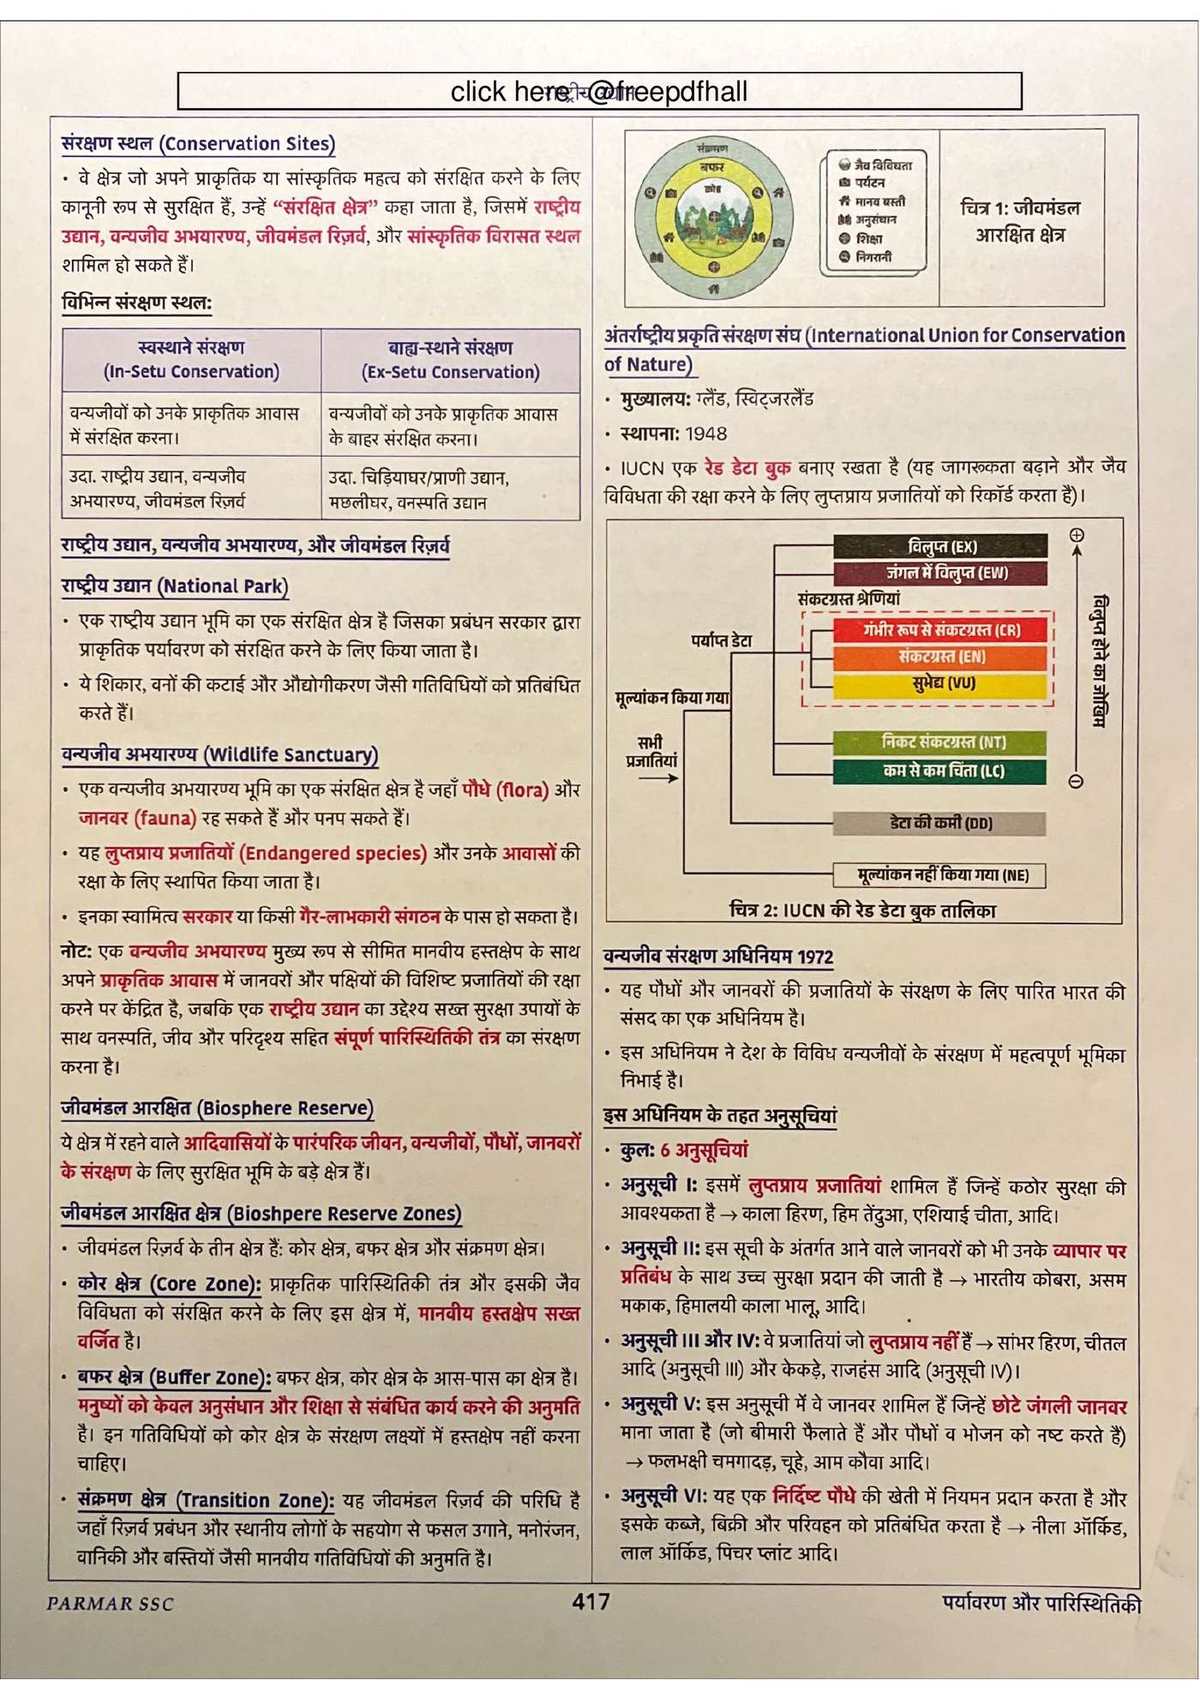 click here @freepdfhall
संरक्षण स्थल (Conservation Sites)
• वे क्षेत्र जो अपने प्राकृतिक या सांस्कृतिक महत्व को संरक्षित करने के लिए
कानूनी रूप से सुरक्षित हैं, उन्हें “संरक्षित क्षेत्र” कहा जाता है, जिसमें राष्ट्रीय
उद्यान, वन्यजीव अभयारण्य, जीवमंडल रिज़र्व, और सांस्कृतिक विरासत स्थल
शामिल हो सकते हैं।
विभिन्न संरक्षण स्थल:
स्वस्थाने संरक्षण
(In-Setu Conservation)
बाह्य-स्थाने संरक्षण
(Ex-Setu Conservation)
वन्यजीवों को उनके प्राकृतिक आवास
में संरक्षित करना।
वन्यजीवों को उनके प्राकृतिक आवास
के बाहर संरक्षित करना।
उदा. राष्ट्रीय उद्यान, वन्यजीव
अभयारण्य, जीवमंडल रिज़र्व
उदा. चिड़ियाघर/प्राणी उद्यान,
मछलीघर, वनस्पति उद्यान
राष्ट्रीय उद्यान, वन्यजीव अभयारण्य, और जीवमंडल रिज़र्व
राष्ट्रीय उद्यान (National Park)
• एक राष्ट्रीय उद्यान भूमि का एक संरक्षित क्षेत्र है जिसका प्रबंधन सरकार द्वारा
प्राकृतिक पर्यावरण को संरक्षित करने के लिए किया जाता है।
• ये शिकार, वनों की कटाई और औद्योगीकरण जैसी गतिविधियों को प्रतिबंधित
करते हैं।
वन्यजीव अभयारण्य (Wildlife Sanctuary)
• एक वन्यजीव अभयारण्य भूमि का एक संरक्षित क्षेत्र है जहाँ पौधे (flora) और
जानवर (fauna) रह सकते हैं और पनप सकते हैं।
• यह लुप्तप्राय प्रजातियों (Endangered species) और उनके आवासों की
रक्षा के लिए स्थापित किया जाता है।
• इनका स्वामित्व सरकार या किसी गैर-लाभकारी संगठन के पास हो सकता है।
नोट: एक वन्यजीव अभयारण्य मुख्य रूप से सीमित मानवीय हस्तक्षेप के साथ
अपने प्राकृतिक आवास में जानवरों और पक्षियों की विशिष्ट प्रजातियों की रक्षा
करने पर केंद्रित है, जबकि एक राष्ट्रीय उद्यान का उद्देश्य सख्त सुरक्षा उपायों के
साथ वनस्पति, जीव और परिदृश्य सहित संपूर्ण पारिस्थितिकी तंत्र का संरक्षण
करना है।
जीवमंडल आरक्षित (Biosphere Reserve)
ये क्षेत्र में रहने वाले आदिवासियों के पारंपरिक जीवन, वन्यजीवों, पौधों, जानवरों
के संरक्षण के लिए सुरक्षित भूमि के बड़े क्षेत्र हैं।
जीवमंडल आरक्षित क्षेत्र (Bioshpere Reserve Zones)
• जीवमंडल रिज़र्व के तीन क्षेत्र हैं: कोर क्षेत्र, बफर क्षेत्र और संक्रमण क्षेत्र।
• कोर क्षेत्र (Core Zone): प्राकृतिक पारिस्थितिकी तंत्र और इसकी जैव
विविधता को संरक्षित करने के लिए इस क्षेत्र में, मानवीय हस्तक्षेप सख्त
वर्जित है।
• बफर क्षेत्र (Buffer Zone): बफर क्षेत्र, कोर क्षेत्र के आस-पास का क्षेत्र है।
मनुष्यों को केवल अनुसंधान और शिक्षा से संबंधित कार्य करने की अनुमति
है। इन गतिविधियों को कोर क्षेत्र के संरक्षण लक्ष्यों में हस्तक्षेप नहीं करना
चाहिए।
• संक्रमण क्षेत्र (Transition Zone): यह जीवमंडल रिज़र्व की परिधि है
जहाँ रिज़र्व प्रबंधन और स्थानीय लोगों के सहयोग से फसल उगाने, मनोरंजन,
वानिकी और बस्तियों जैसी मानवीय गतिविधियों की अनुमति है।
संक्रमण
बफर
कोर
जैव विविधता
पर्यटन
मानव बस्ती
अनुसंधान
शिक्षा
निगरानी
चित्र 1: जीवमंडल
आरक्षित क्षेत्र
अंतर्राष्ट्रीय प्रकृति संरक्षण संघ (International Union for Conservation
of Nature)
• मुख्यालय: ग्लैंड, स्विट्जरलैंड
• स्थापना: 1948
• IUCN एक रेड डेटा बुक बनाए रखता है (यह जागरूकता बढ़ाने और जैव
विविधता की रक्षा करने के लिए लुप्तप्राय प्रजातियों को रिकॉर्ड करता है)।
विलुप्त (EX)
जंगल में विलुप्त (EW)
संकटग्रस्त श्रेणियां
गंभीर रूप से संकटग्रस्त (CR)
पर्याप्त डेटा
संकटग्रस्त (EN)
सुभेद्य (VU)
विलुप्त होने का जोखिम
मूल्यांकन किया गया
सभी
प्रजातियां
निकट संकटग्रस्त (NT)
कम से कम चिंता (LC)
डेटा की कमी (DD)
मूल्यांकन नहीं किया गया (NE)
चित्र 2: IUCN की रेड डेटा बुक तालिका
वन्यजीव संरक्षण अधिनियम 1972
• यह पौधों और जानवरों की प्रजातियों के संरक्षण के लिए पारित भारत की
संसद का एक अधिनियम है।
• इस अधिनियम ने देश के विविध वन्यजीवों के संरक्षण में महत्वपूर्ण भूमिका
निभाई है।
इस अधिनियम के तहत अनुसूचियां
• कुल: 6 अनुसूचियां
• अनुसूची I: इसमें लुप्तप्राय प्रजातियां शामिल हैं जिन्हें कठोर सुरक्षा की
आवश्यकता है → काला हिरण, हिम तेंदुआ, एशियाई चीता, आदि।
• अनुसूची II: इस सूची के अंतर्गत आने वाले जानवरों को भी उनके व्यापार पर
प्रतिबंध के साथ उच्च सुरक्षा प्रदान की जाती है → भारतीय कोबरा, असम
मकाक, हिमालयी काला भालू, आदि।
• अनुसूची III और IV: वे प्रजातियां जो लुप्तप्राय नहीं हैं → सांभर हिरण, चीतल
आदि (अनुसूची III) और केकड़े, राजहंस आदि (अनुसूची IV)।
• अनुसूची V: इस अनुसूची में वे जानवर शामिल हैं जिन्हें छोटे जंगली जानवर
माना जाता है (जो बीमारी फैलाते हैं और पौधों व भोजन को नष्ट करते हैं)
→ फलभक्षी चमगादड़, चूहे, आम कौवा आदि।
• अनुसूची VI: यह एक निर्दिष्ट पौधे की खेती में नियमन प्रदान करता है और
इसके कब्जे, बिक्री और परिवहन को प्रतिबंधित करता है → नीला ऑर्किड,
लाल ऑर्किड, पिचर प्लांट आदि।
PARMAR SSC
417
पर्यावरण और पारिस्थितिकी